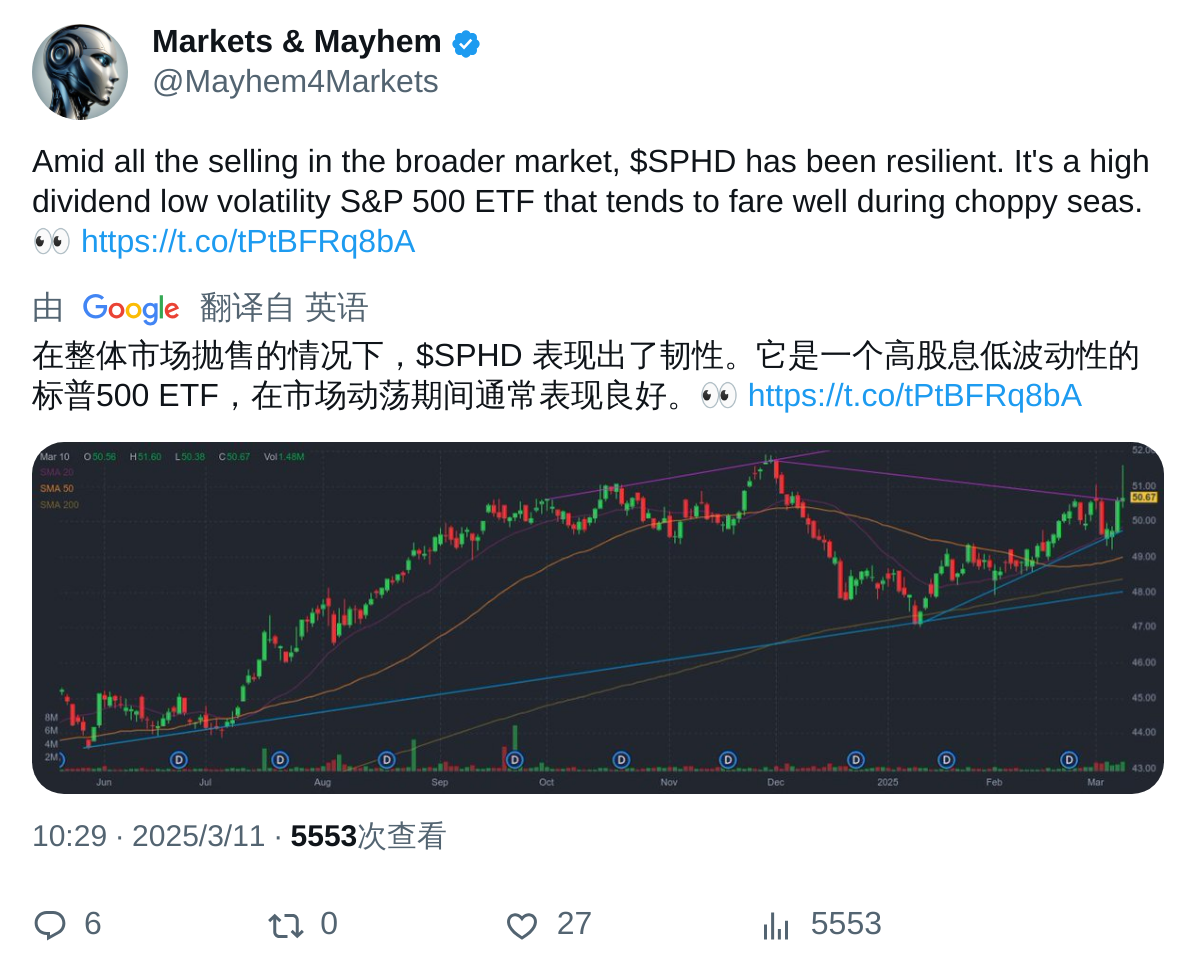 Markets & Mayhem
@Mayhem4Markets
Amid all the selling in the broader market, $SPHD has been resilient. It's a high
dividend low volatility S&P 500 ETF that tends to fare well during choppy seas.
👀 https://t.co/tPtBFRq8bA
由 Google 翻译自 英语
在整体市场抛售的情况下，$SPHD 表现出了韧性。它是一个高股息低波动性的
标普500 ETF，在市场动荡期间通常表现良好。👀 https://t.co/tPtBFRq8bA
Mar 10 O 50.56 H 51.60 L 50.38 C 50.67 Vol 1.48M
SMA 20
SMA 50
SMA 200
52.00
51.00
50.67
50.00
49.00
48.00
47.00
46.00
45.00
44.00
43.00
8M
6M
4M
2M
D D D D D D D D D
Jun Jul Aug Sep Oct Nov Dec 2025 Feb Mar
10:29 · 2025/3/11 · 5553次查看
6 0 27 5553